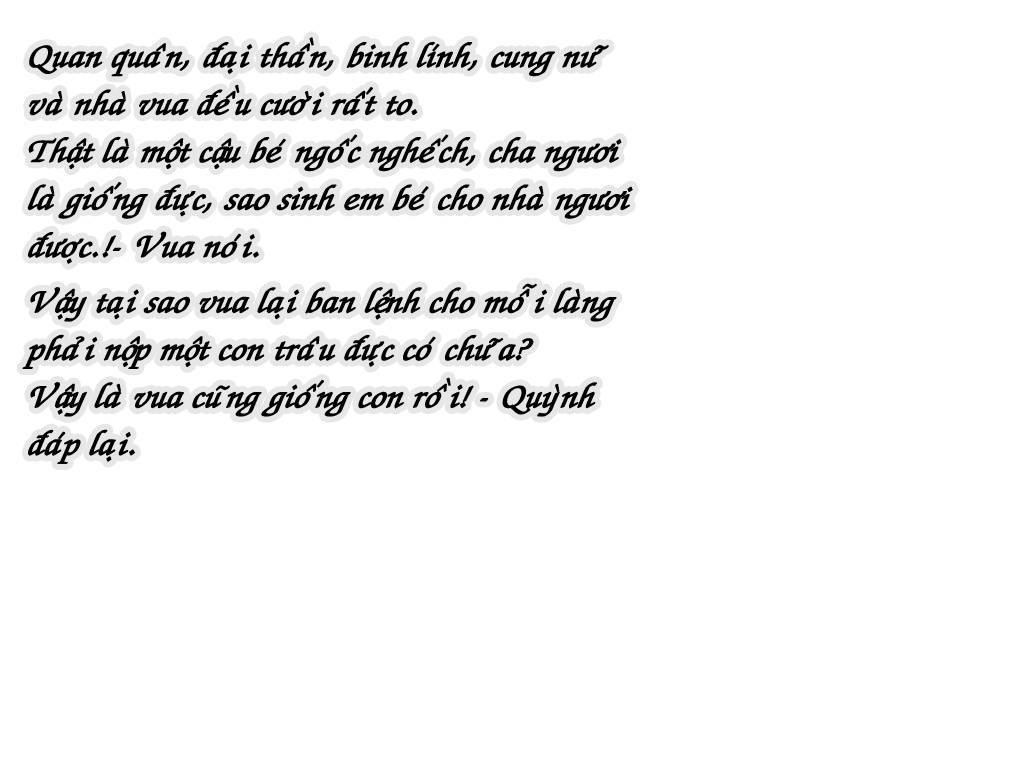 Quan quân, đại thần, binh lính, cung nữ
và nhà vua đều cười rất to.
Thật là một cậu bé ngốc nghếch, cha ngươi
là giống đực, sao sinh em bé cho nhà ngươi
được.!- Vua nói.
Vậy tại sao vua lại ban lệnh cho mỗi làng
phải nộp một con trâu đực có chữa?
Vậy là vua cũng giống con rồi! - Quỳnh
đáp lại.